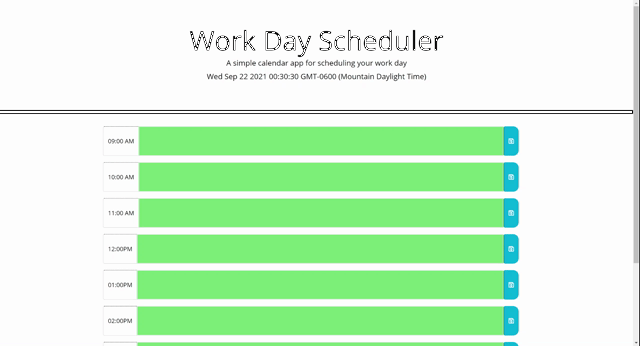 Work Day Scheduler
A simple calendar app for scheduling your work day
Wed Sep 22 2021 00:30:30 GMT-0600 (Mountain Daylight Time)
09:00 AM
10:00 AM
11:00 AM
12:00PM
01:00PM
02:00PM